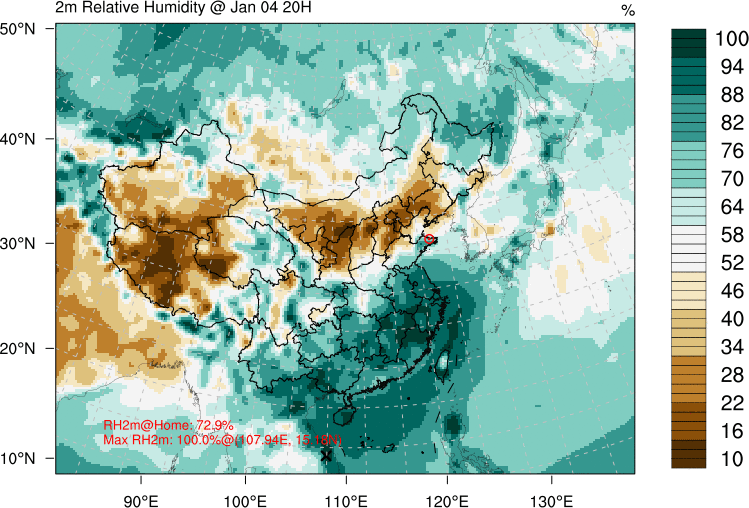 2m Relative Humidity @ Jan 04 20H
%
50°N
40°N
30°N
20°N
10°N
RH2m@Home: 72.9%
Max RH2m: 100.0%@(107.94E, 15.18N)
80°E
100°E
110°E
120°E
130°E
100
94
88
82
76
70
64
58
52
46
40
34
28
22
16
10